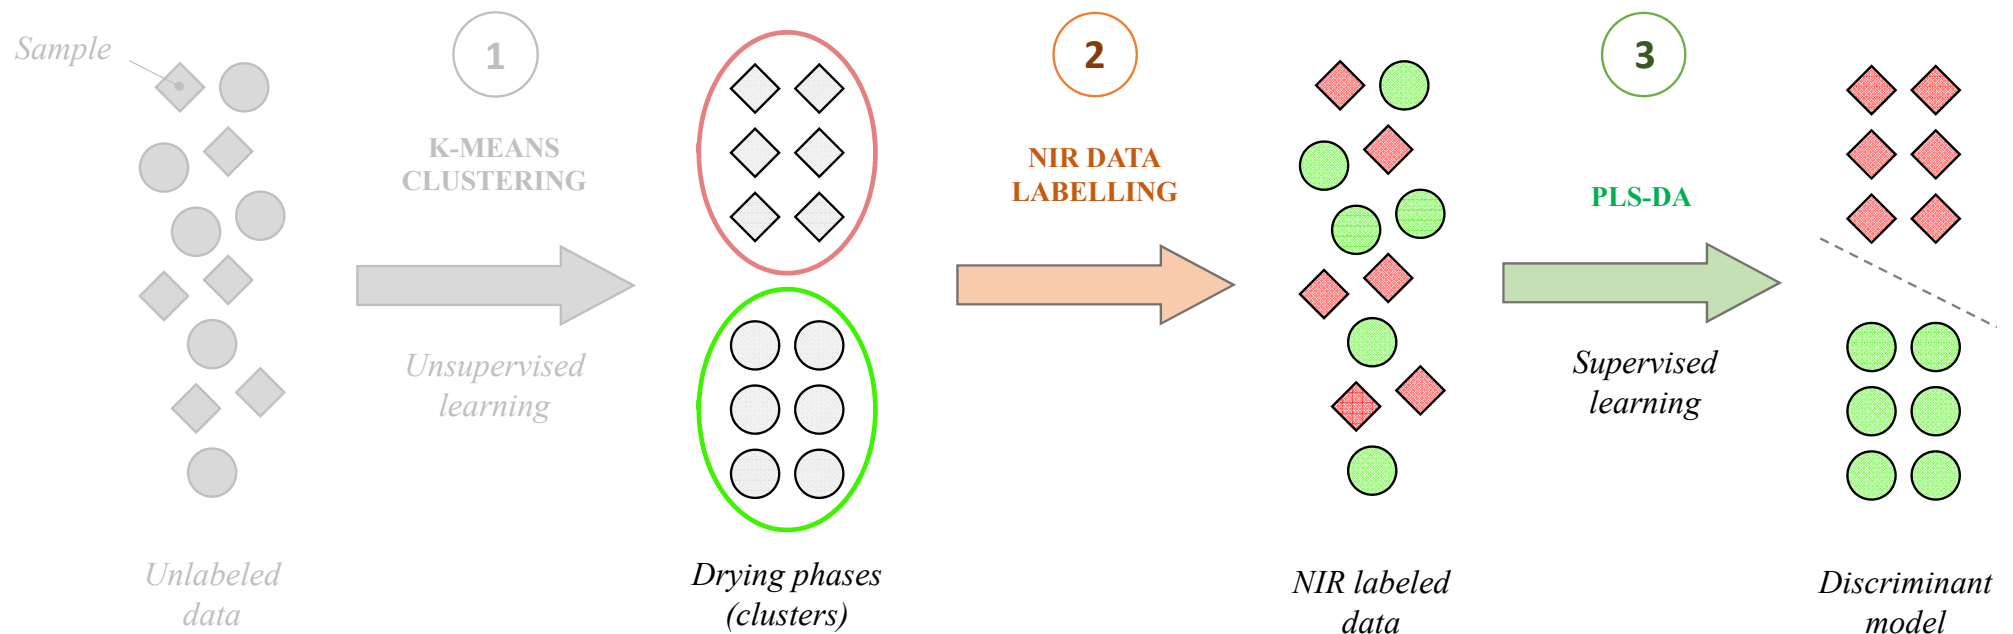 Sample
1
K-MEANS
CLUSTERING
Unsupervised
learning
Unlabeled
data
Drying phases
(clusters)
2
NIR DATA
LABELLING
NIR labeled
data
3
PLS-DA
Supervised
learning
Discriminant
model